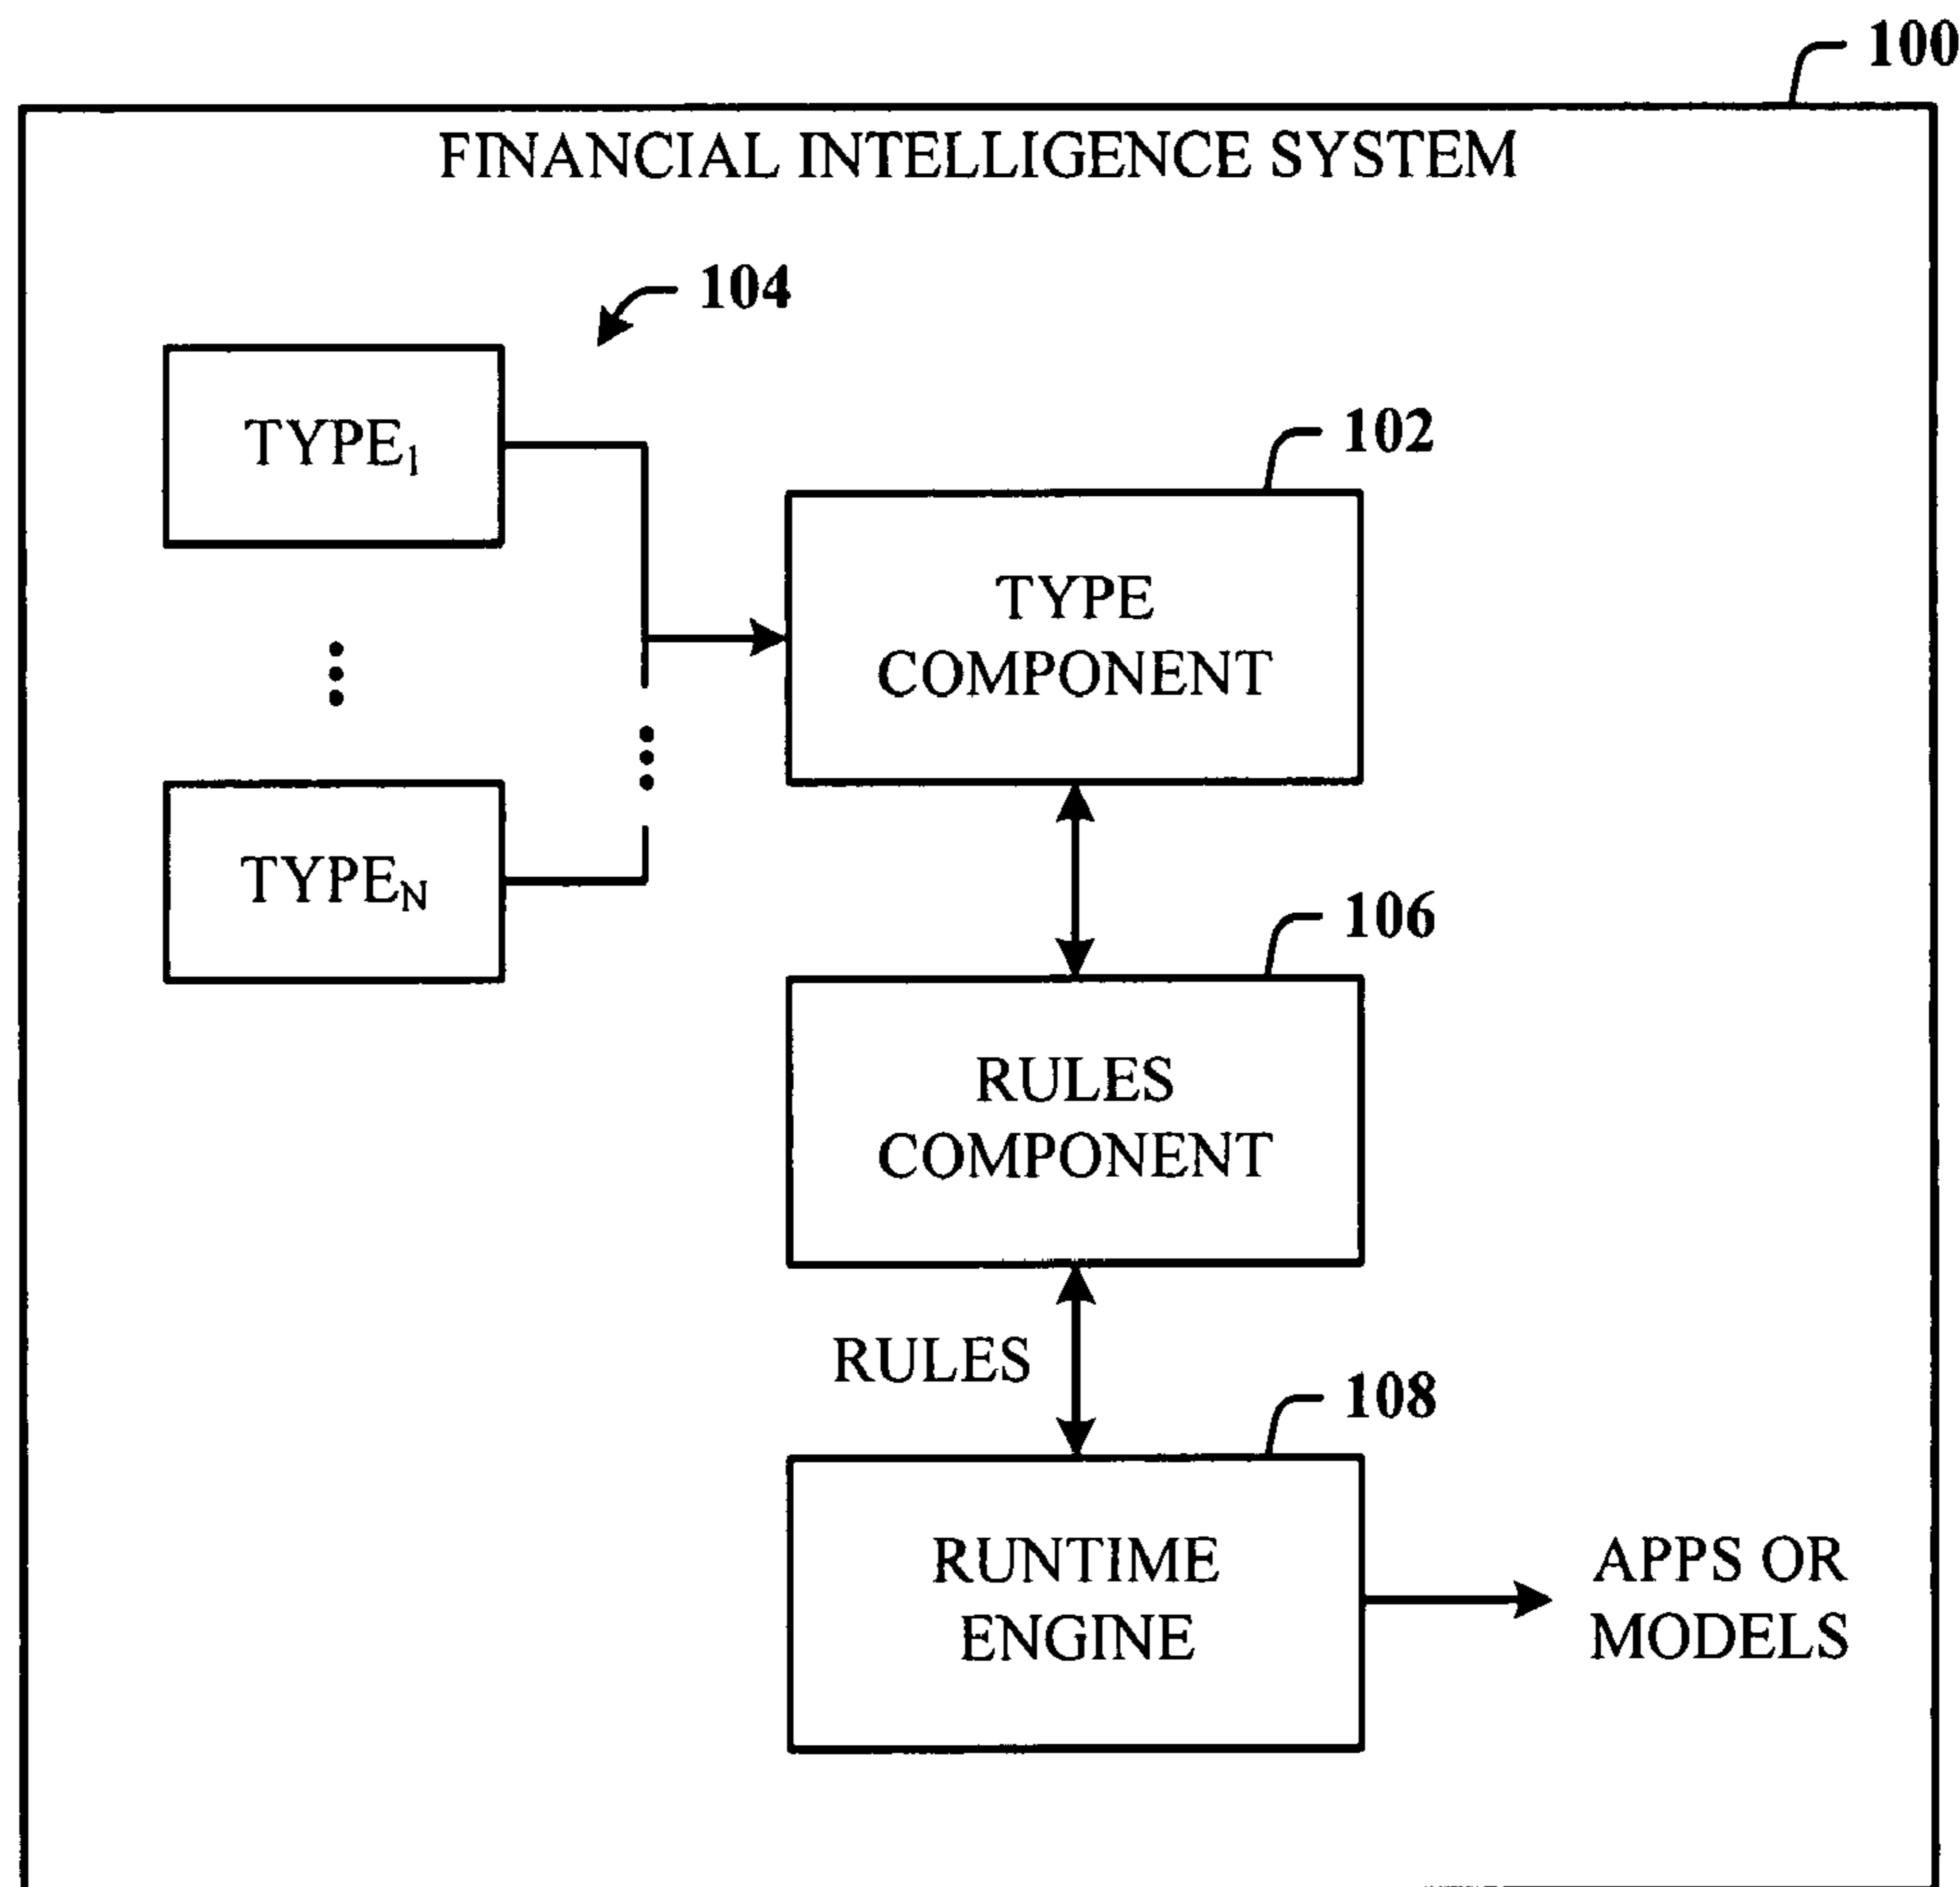 100
FINANCIAL INTELLIGENCE SYSTEM
104
TYPE₁
102
TYPE
COMPONENT
TYPE_N
106
RULES
COMPONENT
RULES
108
RUNTIME
ENGINE
APPS OR
MODELS